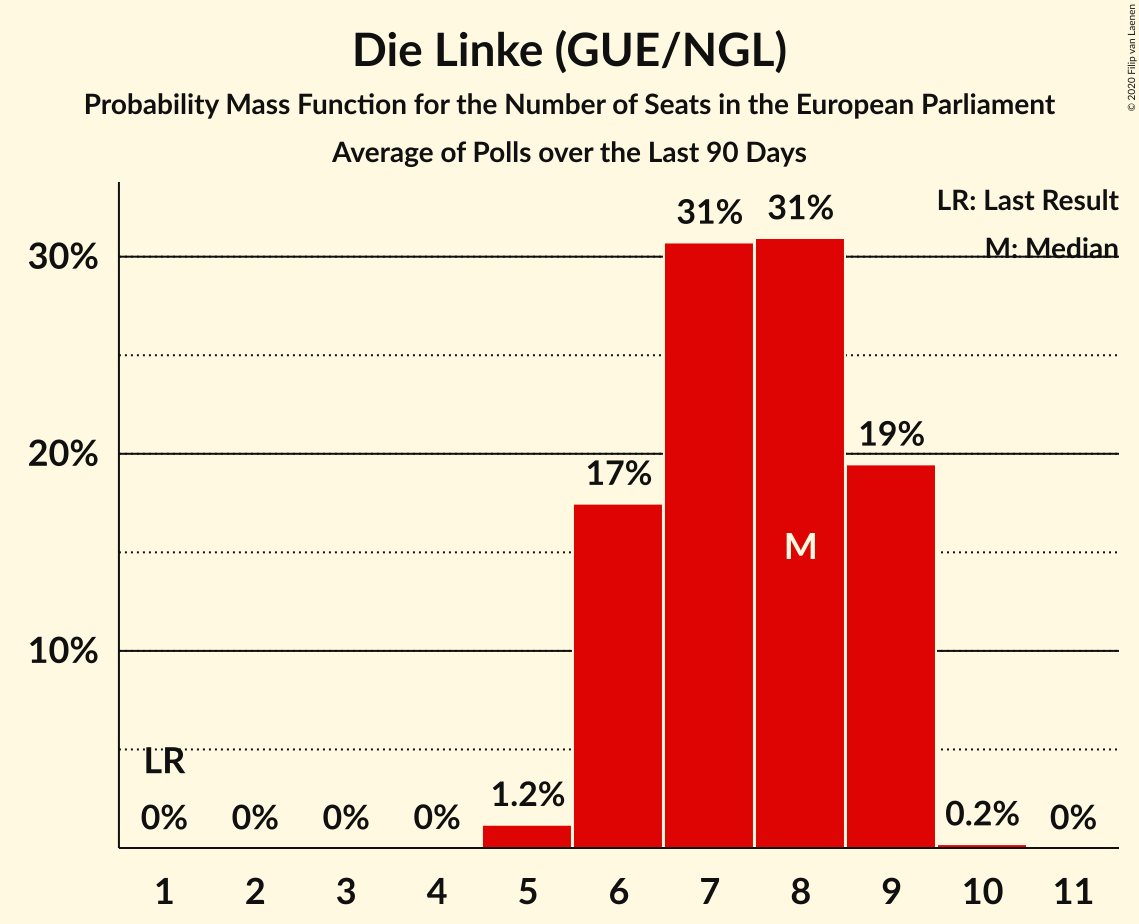 Die Linke (GUE/NGL)
Probability Mass Function for the Number of Seats in the European Parliament
Average of Polls over the Last 90 Days
© 2020 Filip van Laenen
LR: Last Result
M: Median
30%
20%
10%
LR
0%
0%
0%
0%
1.2%
17%
31%
31%
M
19%
0.2%
0%
1 2 3 4 5 6 7 8 9 10 11